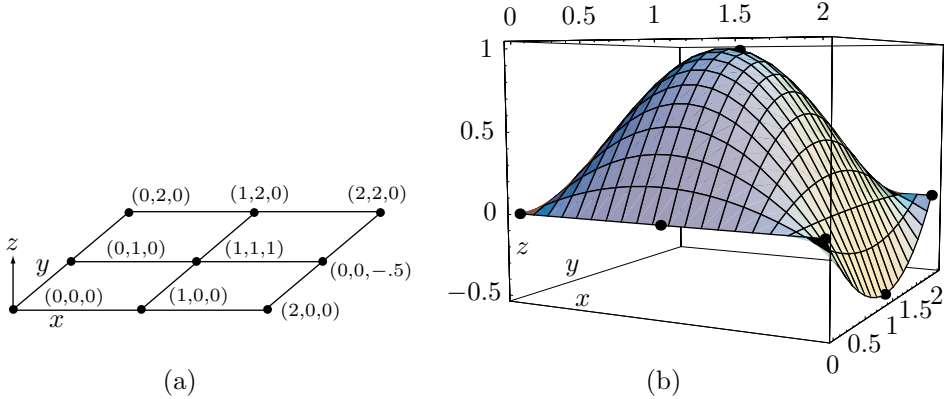 (0,2,0) (1,2,0) (2,2,0)
z
y (0,1,0) (1,1,1) (0,0,−.5)
(0,0,0) (1,0,0) (2,0,0)
x
(a)
0 0.5 1 1.5 2
1
0.5
0
z
y
−0.5 x
2
1.5
1
0.5
0
(b)